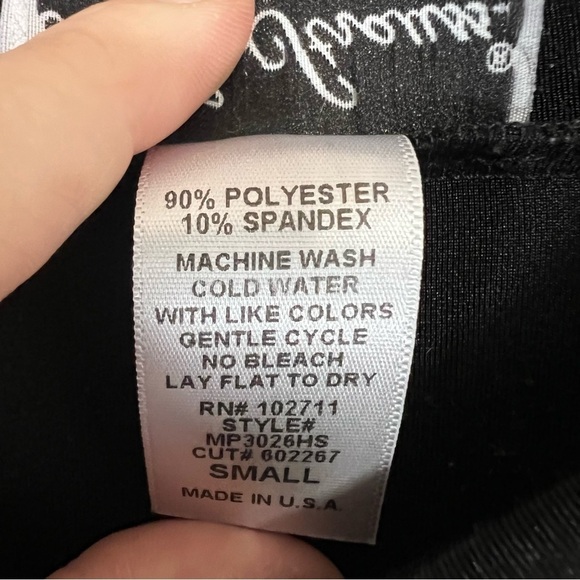 90% POLYESTER
10% SPANDEX
MACHINE WASH
COLD WATER
WITH LIKE COLORS
GENTLE CYCLE
NO BLEACH
LAY FLAT TO DRY
RN# 102711
STYLE#
MP3026HS
CUT# 602267
SMALL
MADE IN U.S.A.
®